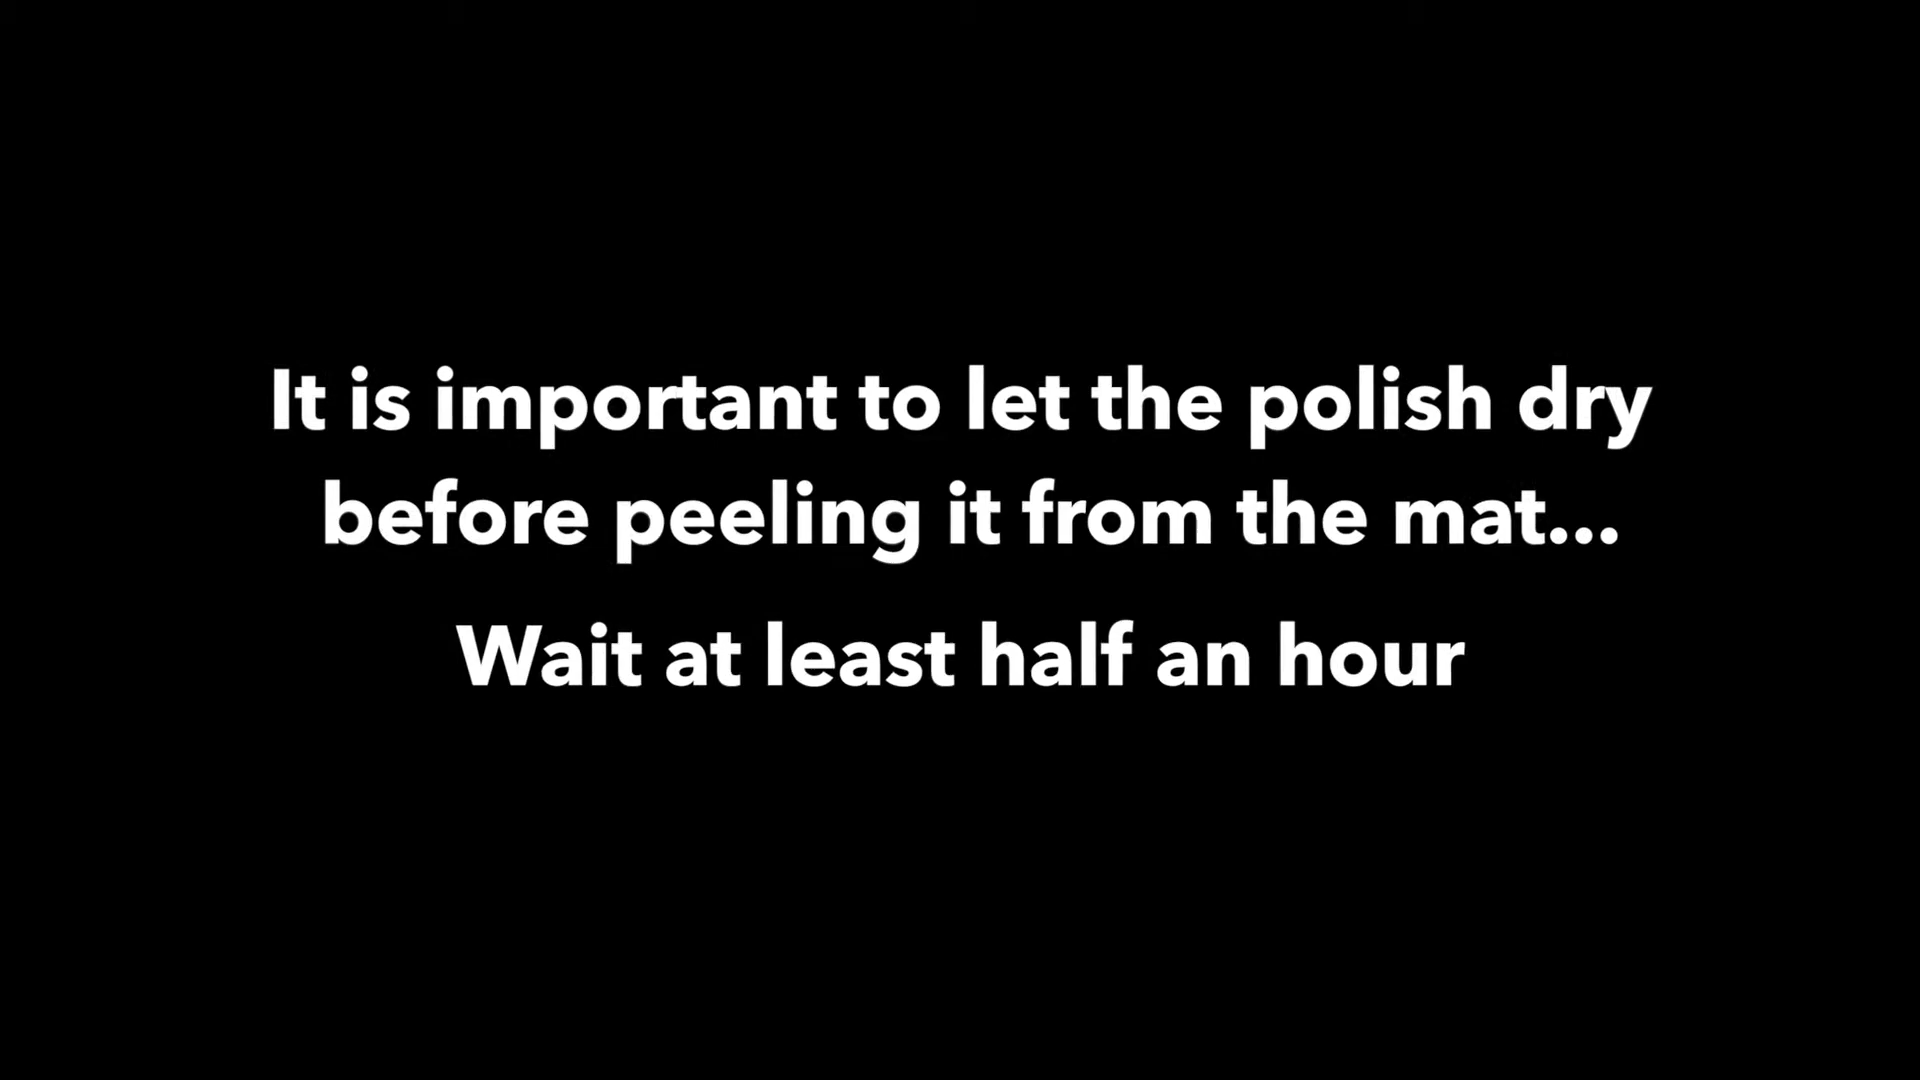 It is important to let the polish dry
before peeling it from the mat...
Wait at least half an hour